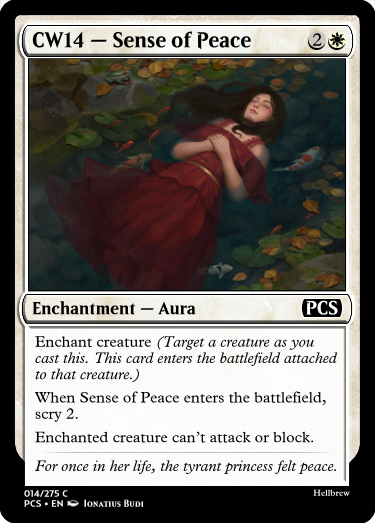 CW14 — Sense of Peace 2
Enchantment — Aura PCS
Enchant creature (Target a creature as you
cast this. This card enters the battlefield attached
to that creature.)
When Sense of Peace enters the battlefield,
scry 2.
Enchanted creature can't attack or block.
For once in her life, the tyrant princess felt peace.
014/275 C Hellbrew
PCS • EN Ionatius Budi